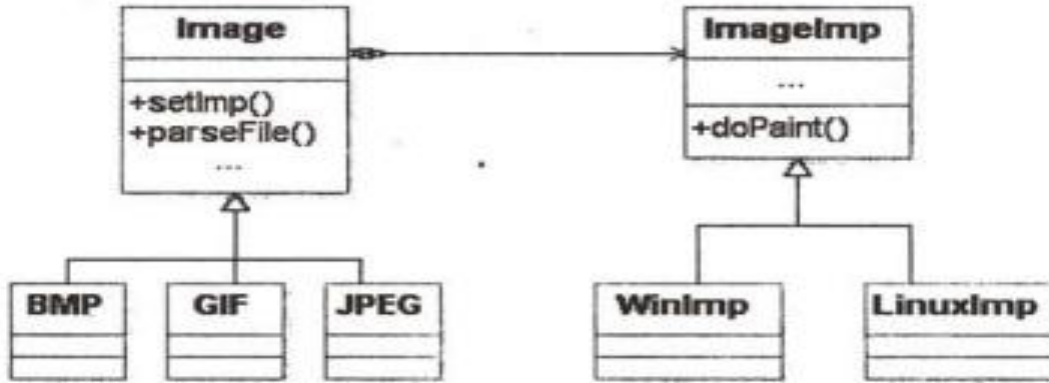 Image
+setImp()
+parseFile()
...
ImageImp
...
+doPaint()
BMP
GIF
JPEG
WinImp
LinuxImp